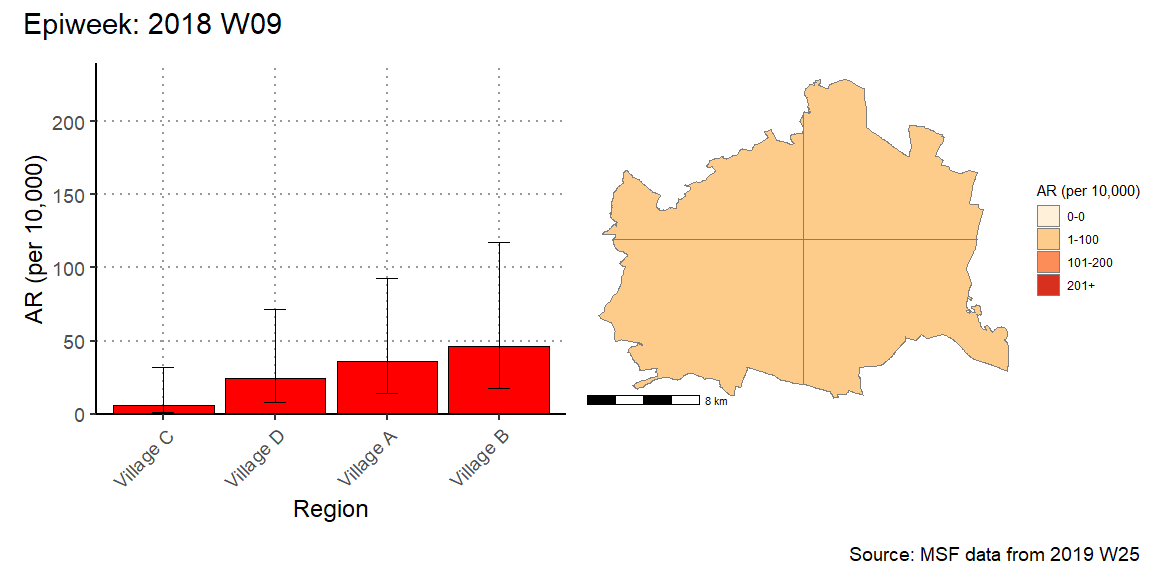 Epiweek: 2018 W09
AR (per 10,000)
200
150
100
50
0
Village C
Village D
Village A
Village B
Region
8 km
AR (per 10,000)
0-0
1-100
101-200
201+
Source: MSF data from 2019 W25